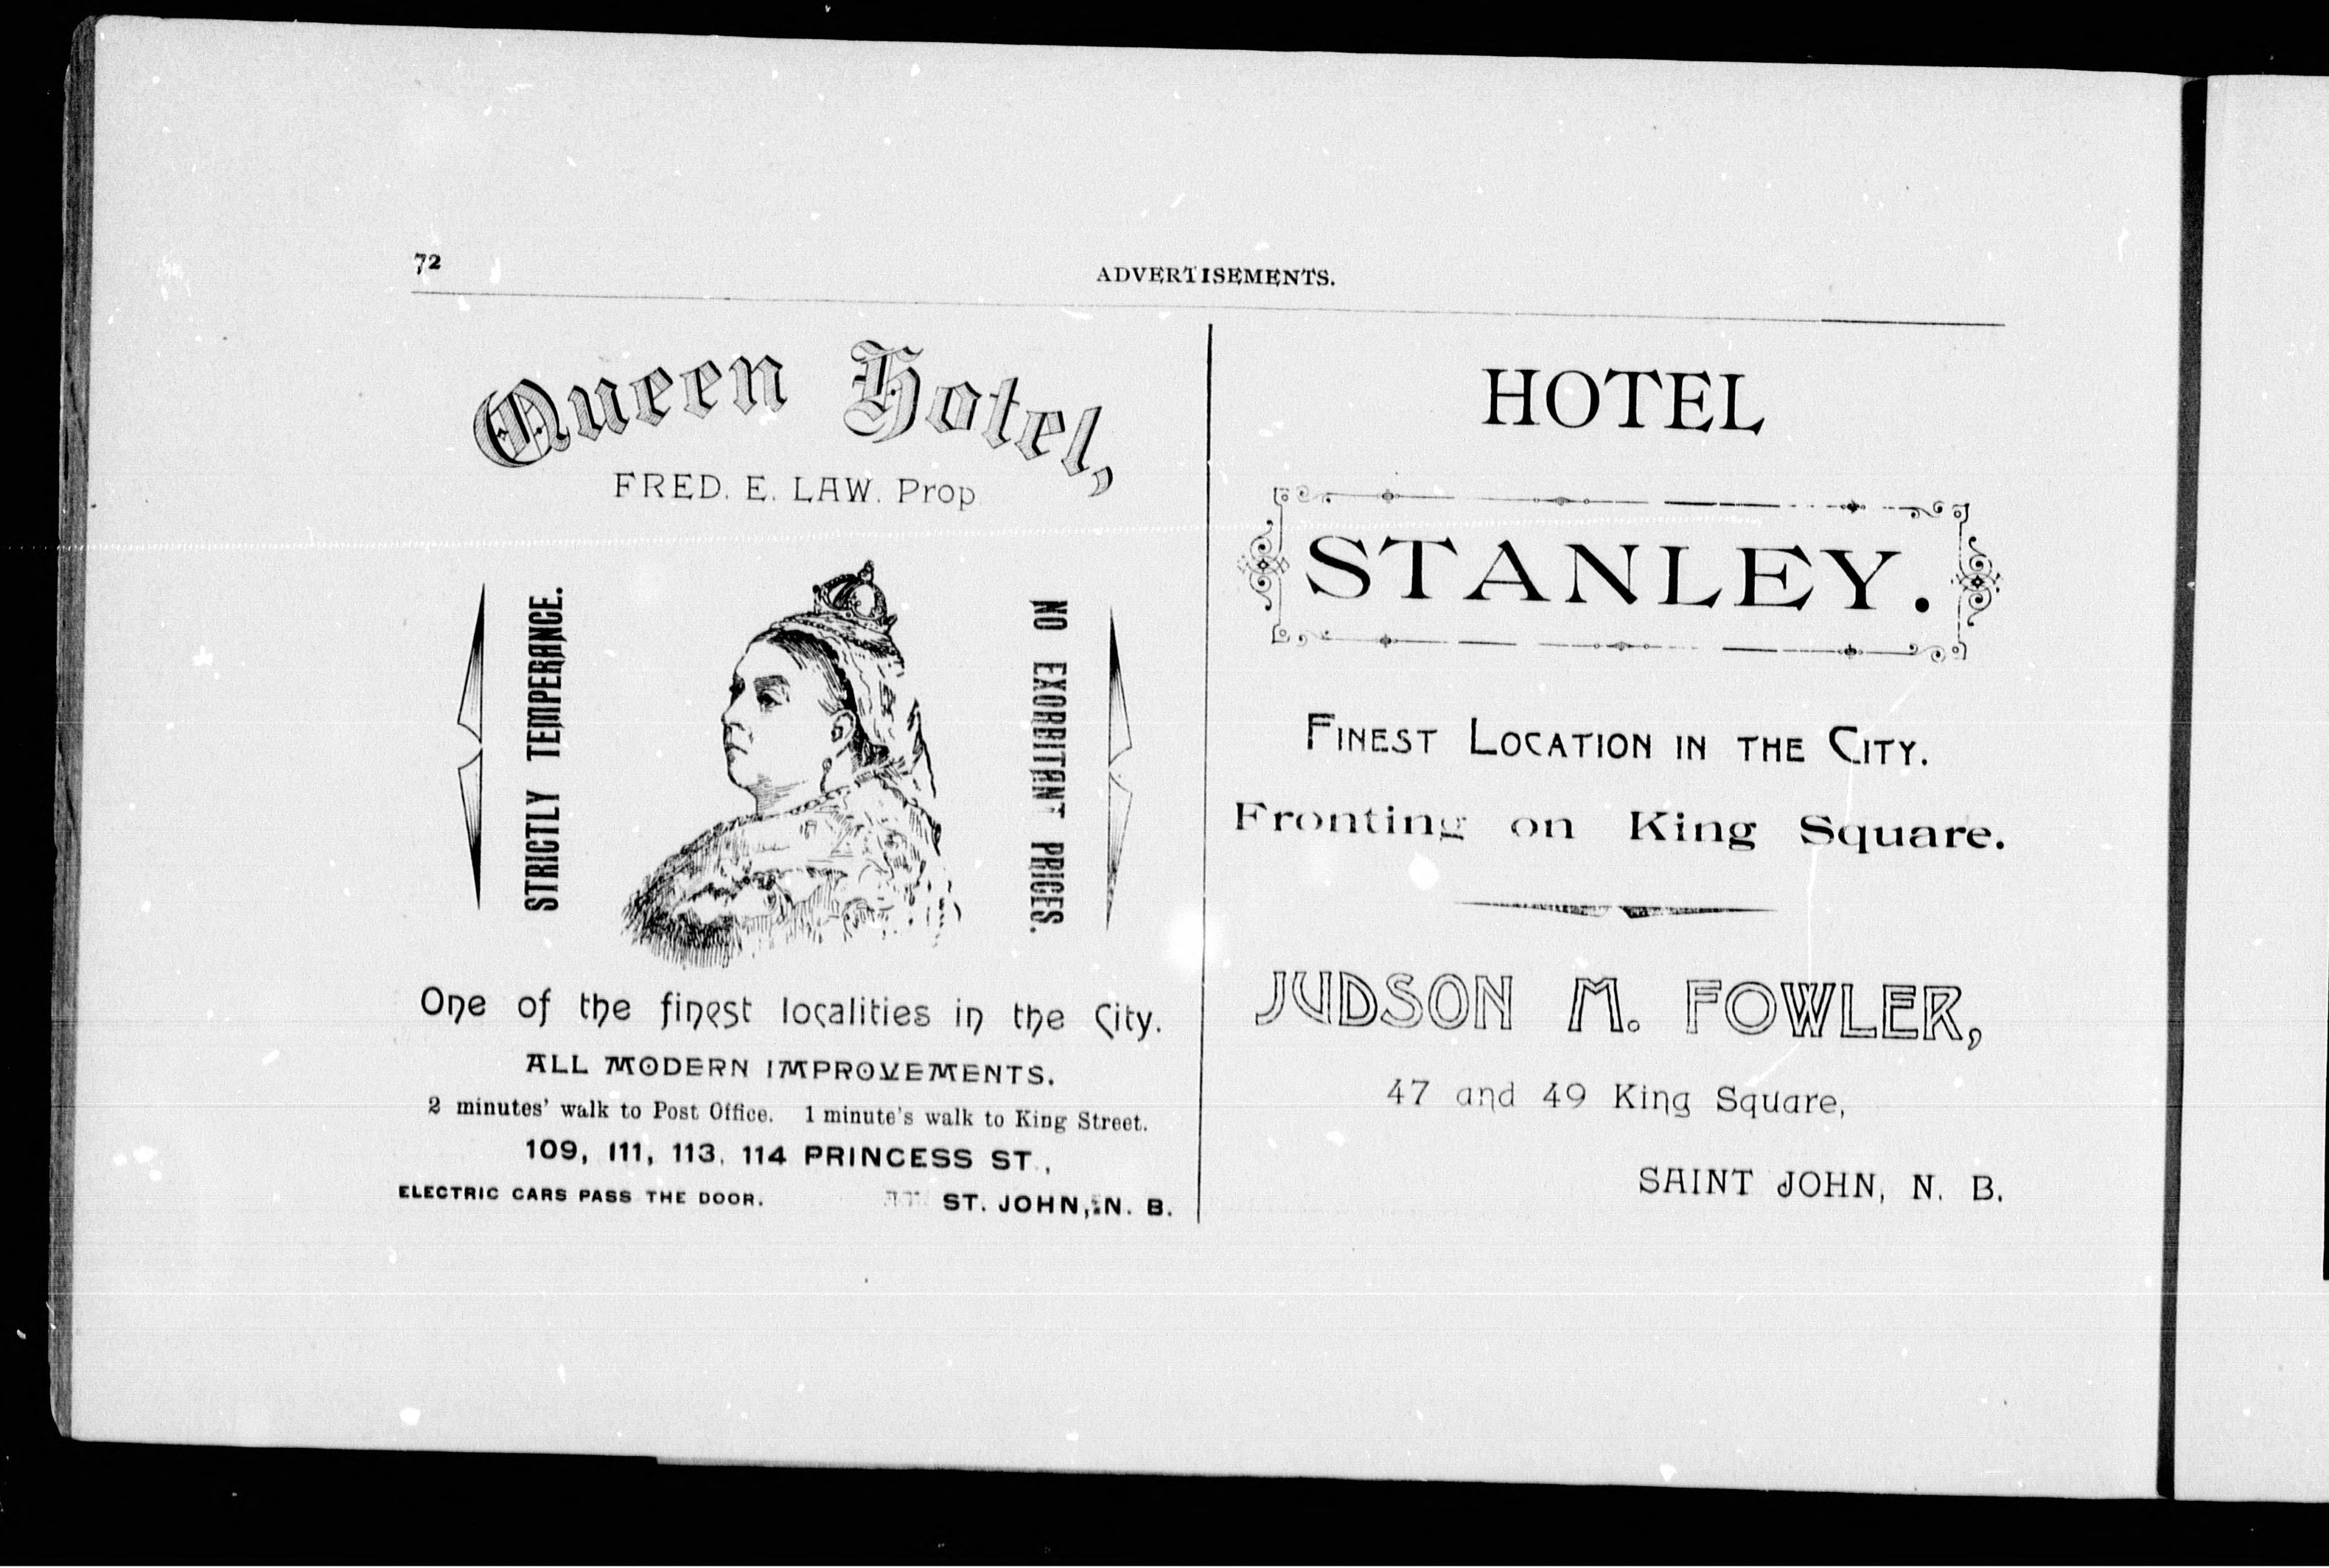 72
ADVERTISEMENTS.
Queen Hotel,
FRED. E. LAW. Prop
STRICTLY TEMPERANCE.
NO EXORBITANT PRICES.
One of the finest localities in the City.
ALL MODERN IMPROVEMENTS.
2 minutes' walk to Post Office. 1 minute's walk to King Street.
109, 111, 113, 114 PRINCESS ST.,
ELECTRIC CARS PASS THE DOOR. ST. JOHN, N. B.
HOTEL
STANLEY.
FINEST LOCATION IN THE CITY.
Fronting on King Square.
JUDSON M. FOWLER,
47 and 49 King Square,
SAINT JOHN, N. B.